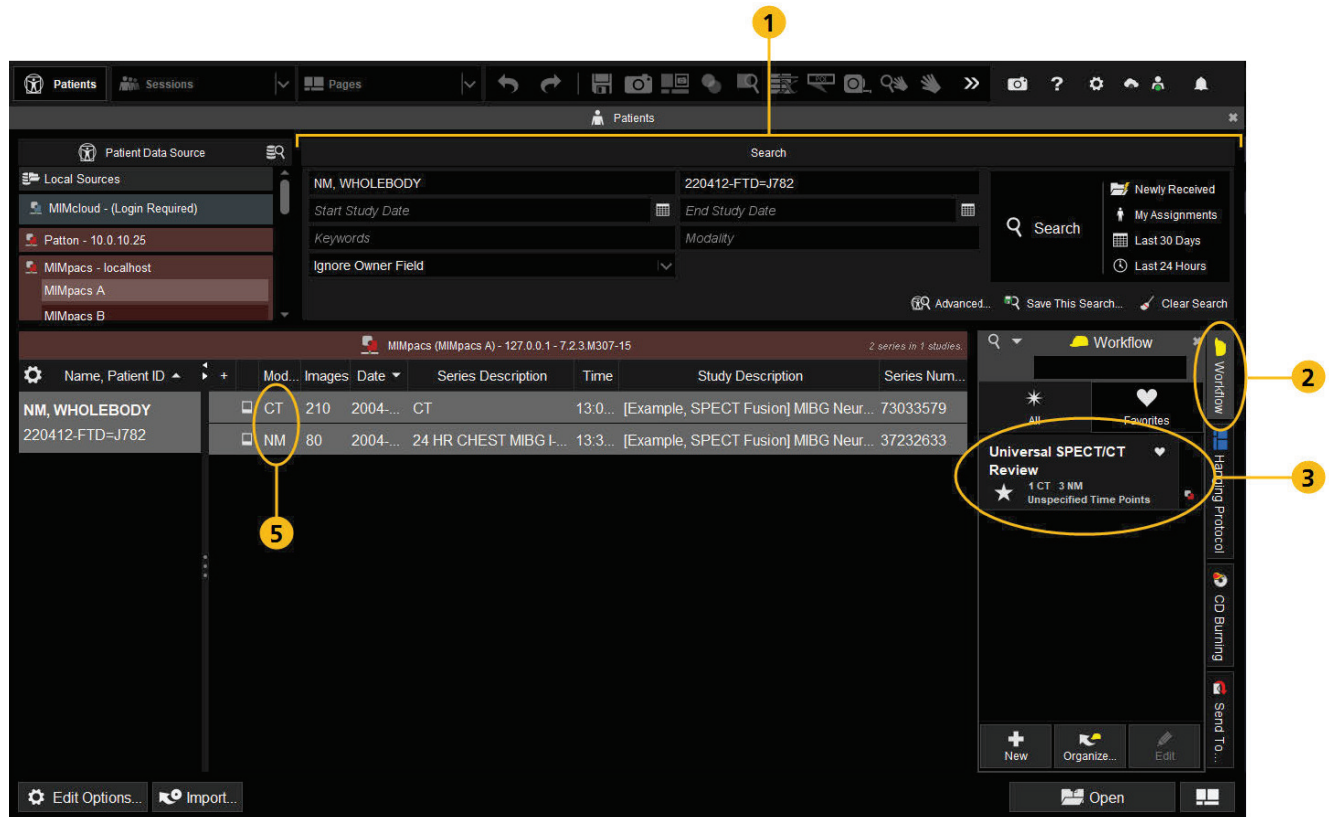 1
Patients
Sessions
Pages
»
?
Patients
Patient Data Source
Search
Local Sources
MIMcloud - (Login Required)
Patton - 10.0.10.25
MIMpacs - localhost
MIMpacs A
MIMpacs B
NM, WHOLEBODY
220412-FTD=J782
Start Study Date
End Study Date
Keywords
Modality
Ignore Owner Field
Search
Newly Received
My Assignments
Last 30 Days
Last 24 Hours
Advanced...
Save This Search...
Clear Search
MIMpacs (MIMpacs A) - 127.0.0.1 - 7.2.3.M307-15
2 series in 1 studies.
Name, Patient ID
+
Mod...
Images
Date
Series Description
Time
Study Description
Series Num...
NM, WHOLEBODY
220412-FTD=J782
CT 210 2004-... CT 13:0... [Example, SPECT Fusion] MIBG Neur... 73033579
NM 80 2004-... 24 HR CHEST MIBG I-... 13:3... [Example, SPECT Fusion] MIBG Neur... 37232633
5
Workflow
All
Favorites
Universal SPECT/CT
Review
1 CT 3 NM
Unspecified Time Points
New
Organize...
Edit
Workflow
2
Hanging Protocol
3
CD Burning
Send To...
Edit Options...
Import...
Open